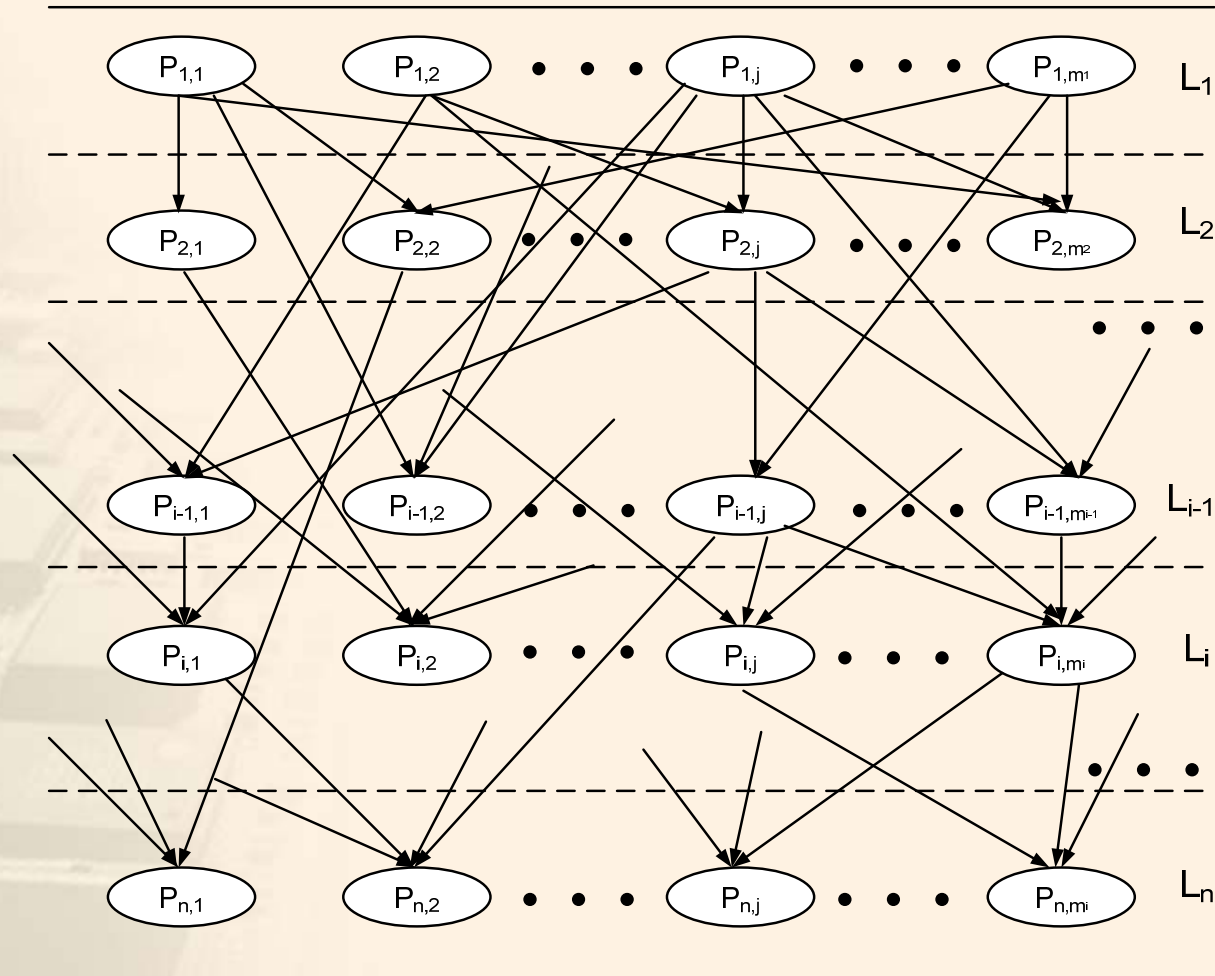 P1,1 P1,2 • • • P1,j • • • P1,m1 L1
P2,1 P2,2 • • • P2,j • • • P2,m2 L2
• • •
Pi-1,1 Pi-1,2 • • • Pi-1,j • • • Pi-1,mi-1 Li-1
Pi,1 Pi,2 • • • Pi,j • • • Pi,mi Li
• • •
Pn,1 Pn,2 • • • Pn,j • • • Pn,mi Ln